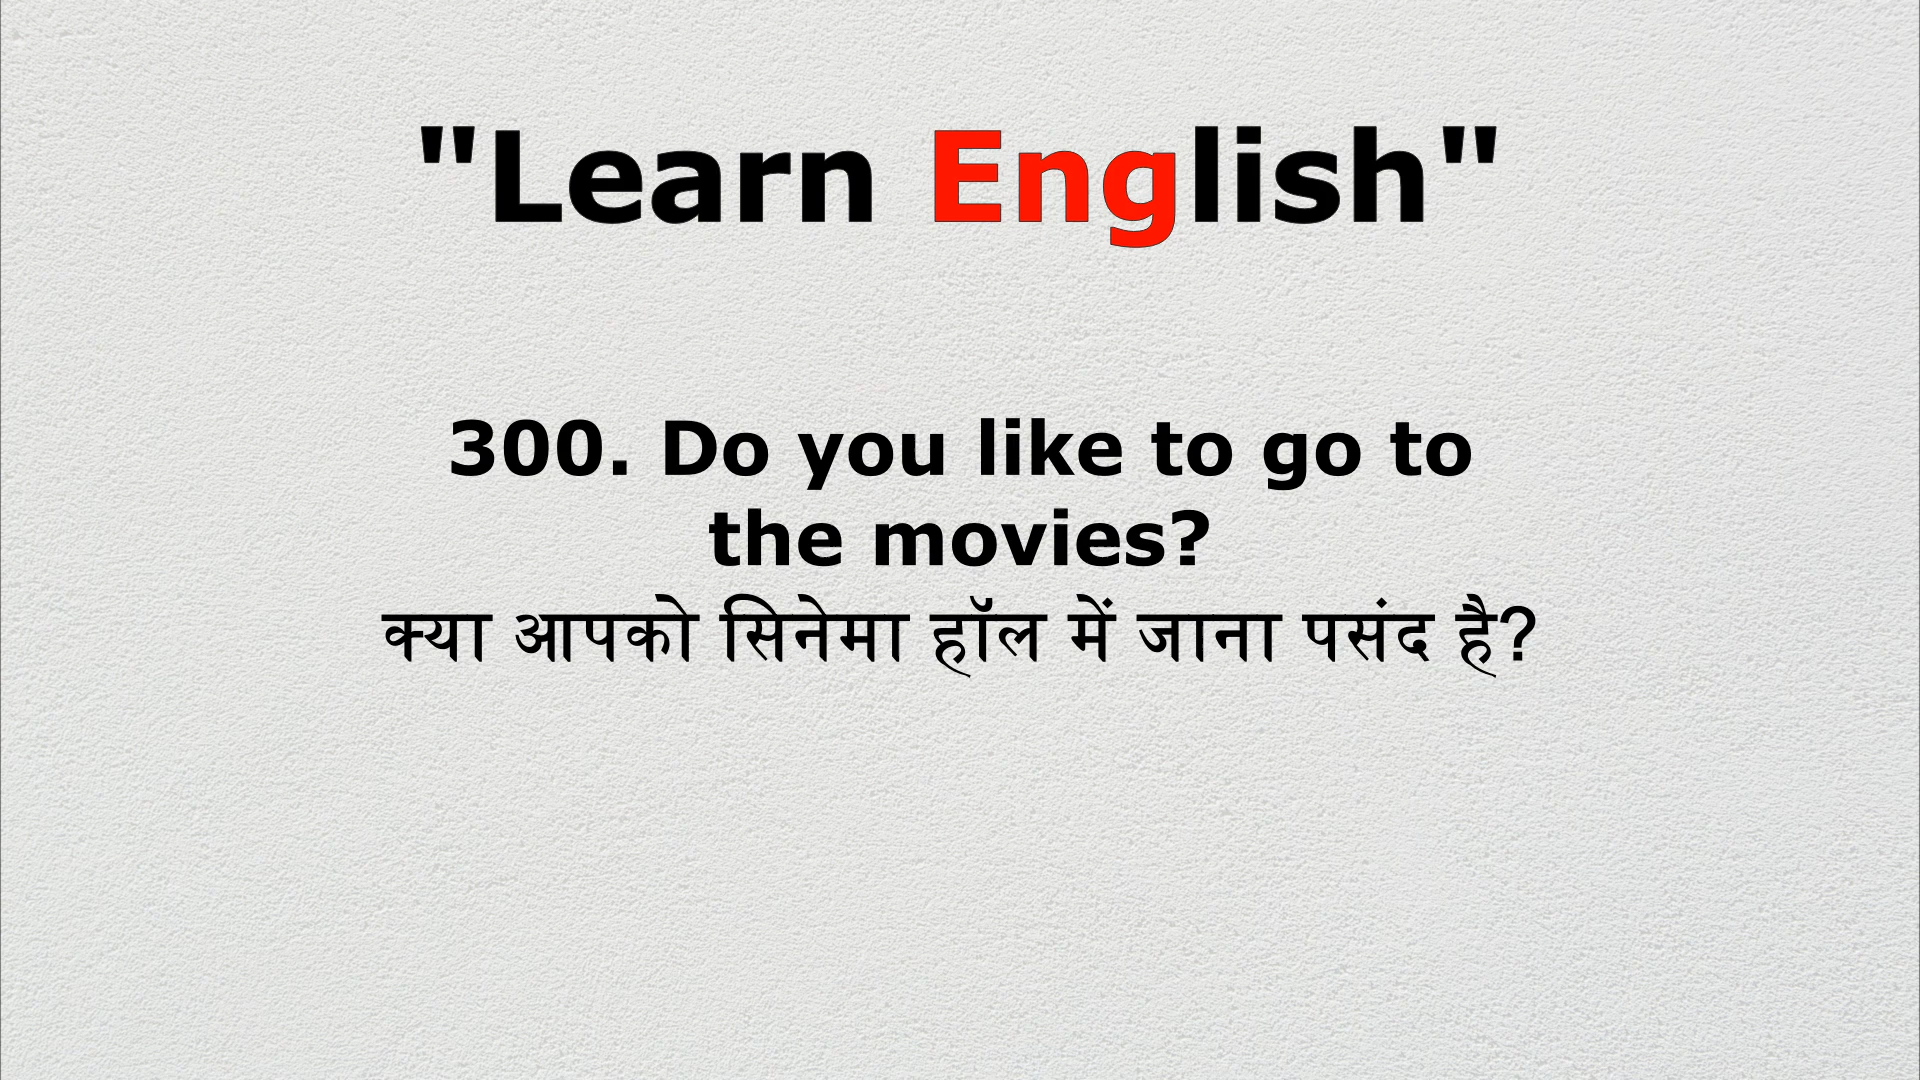 "Learn English"
300. Do you like to go to
the movies?
क्या आपको सिनेमा हॉल में जाना पसंद है?